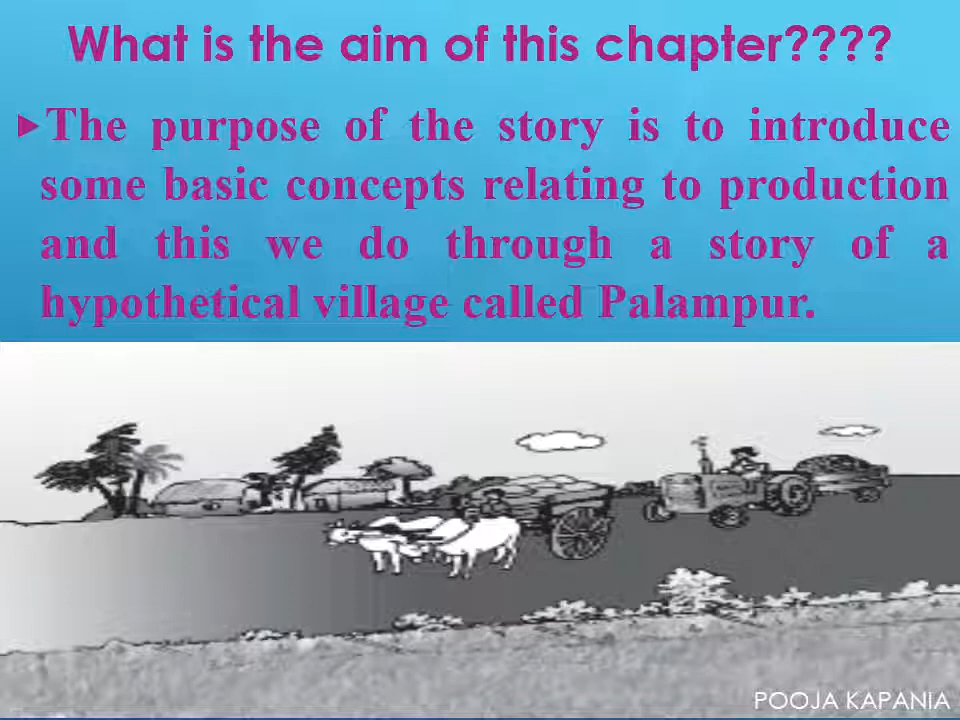 What is the aim of this chapter????
▶The purpose of the story is to introduce
some basic concepts relating to production
and this we do through a story of a
hypothetical village called Palampur.
POOJA KAPANIA